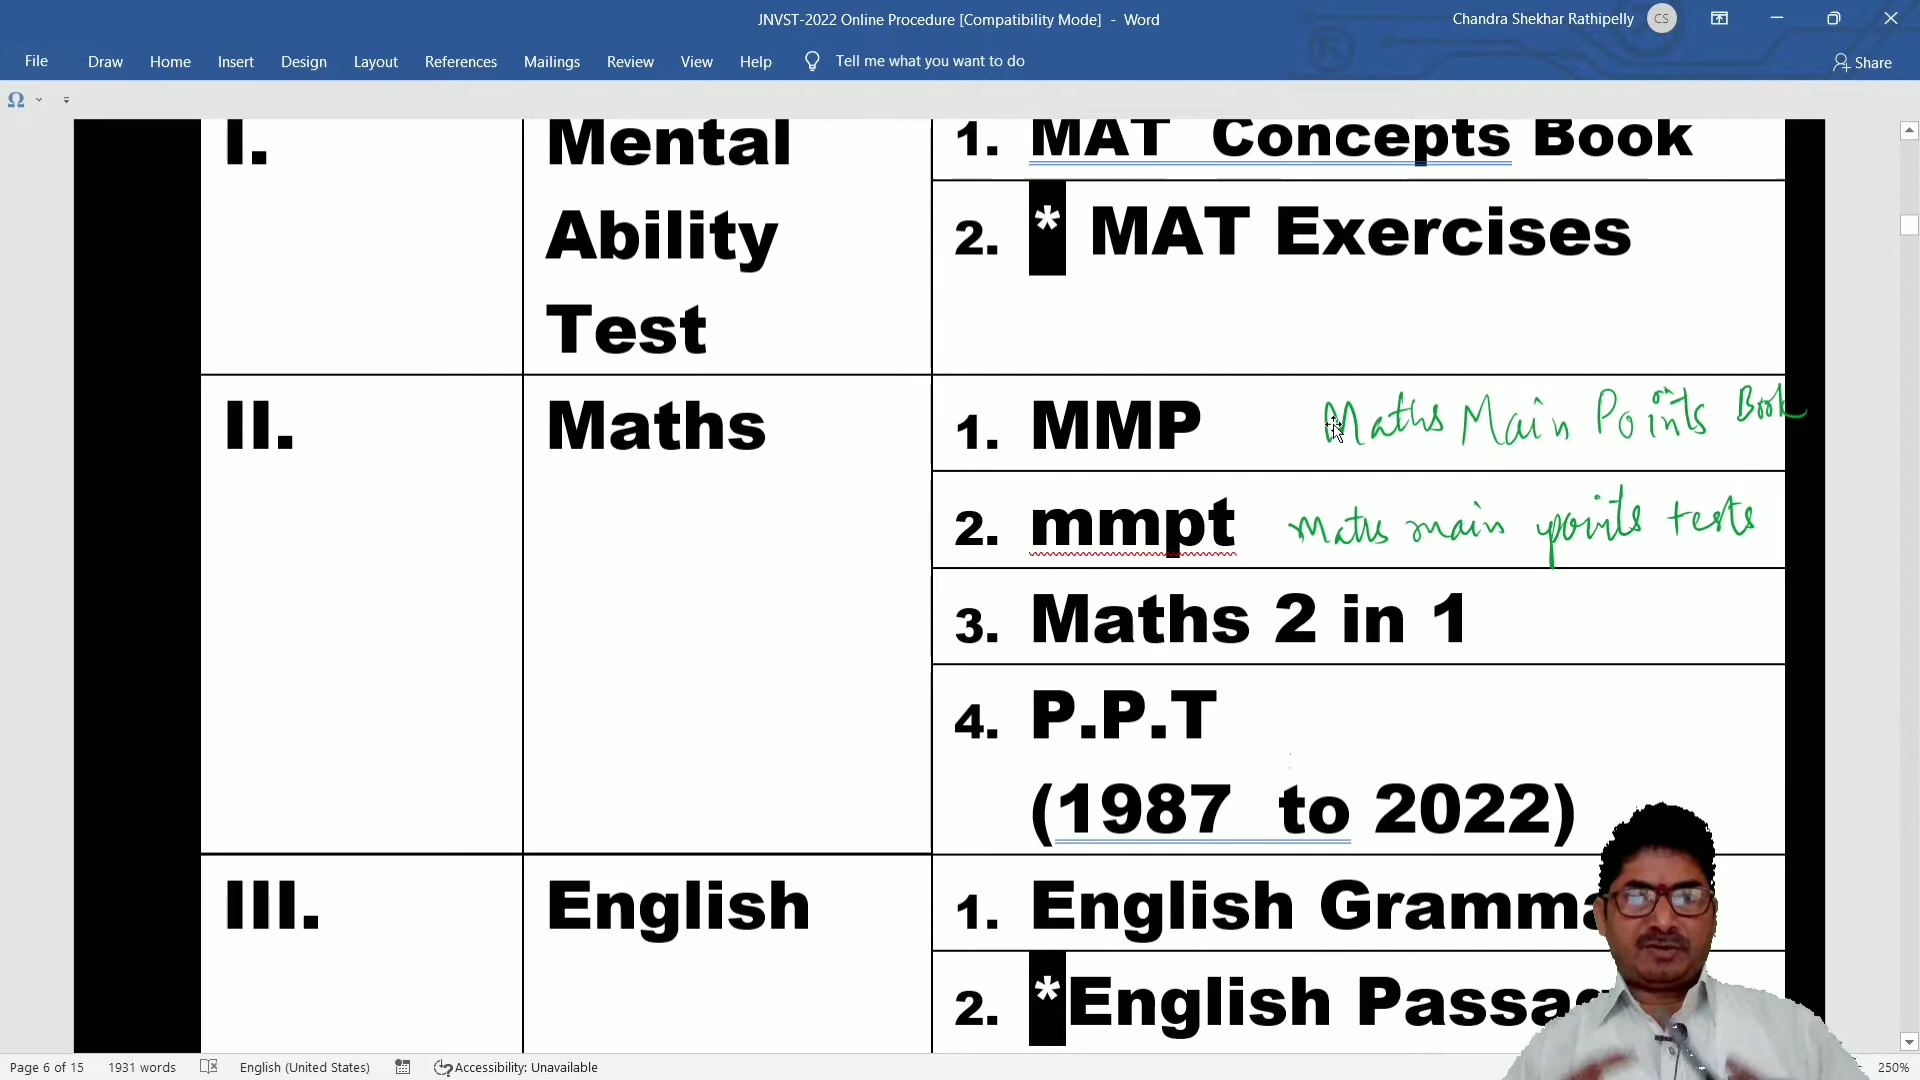 JNVST-2022 Online Procedure [Compatibility Mode] - Word
Chandra Shekhar Rathipelly CS
File Draw Home Insert Design Layout References Mailings Review View Help Tell me what you want to do
Share
I. Mental Ability Test
1. MAT Concepts Book
2. * MAT Exercises
II. Maths
1. MMP Maths Main Points Book
2. mmpt maths main points tests
3. Maths 2 in 1
4. P.P.T
(1987 to 2022)
III. English
1. English Gramma
2. *English Passa
Page 6 of 15 1931 words English (United States) Accessibility: Unavailable 250%